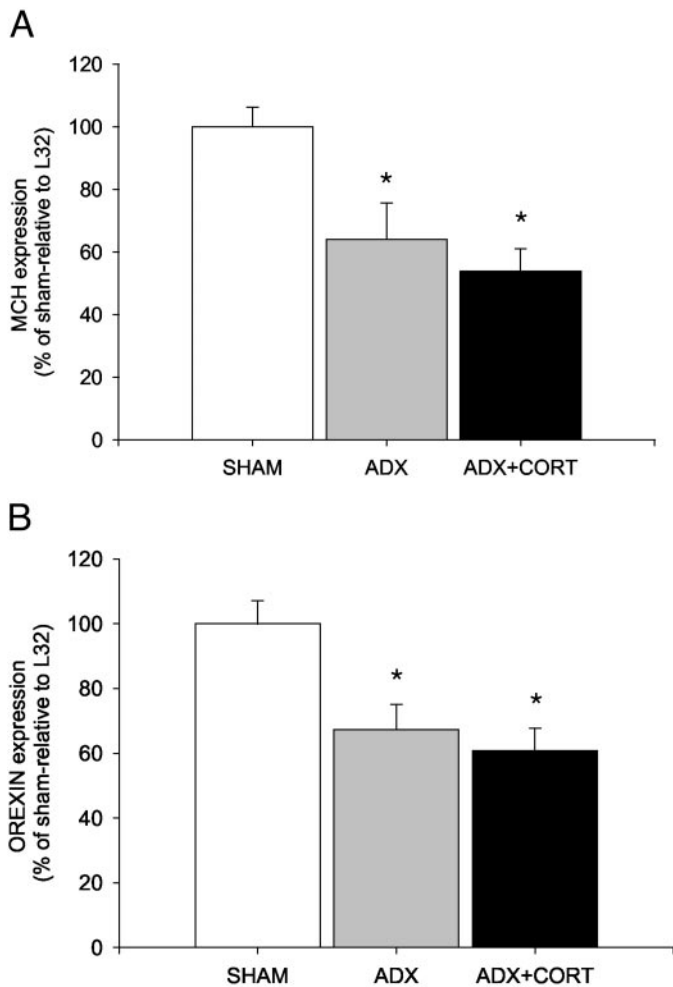 A
120
100
80
60
40
20
0
MCH expression
(% of sham-relative to L32)
*
*
SHAM ADX ADX+CORT
B
120
100
80
60
40
20
0
OREXIN expression
(% of sham-relative to L32)
*
*
SHAM ADX ADX+CORT